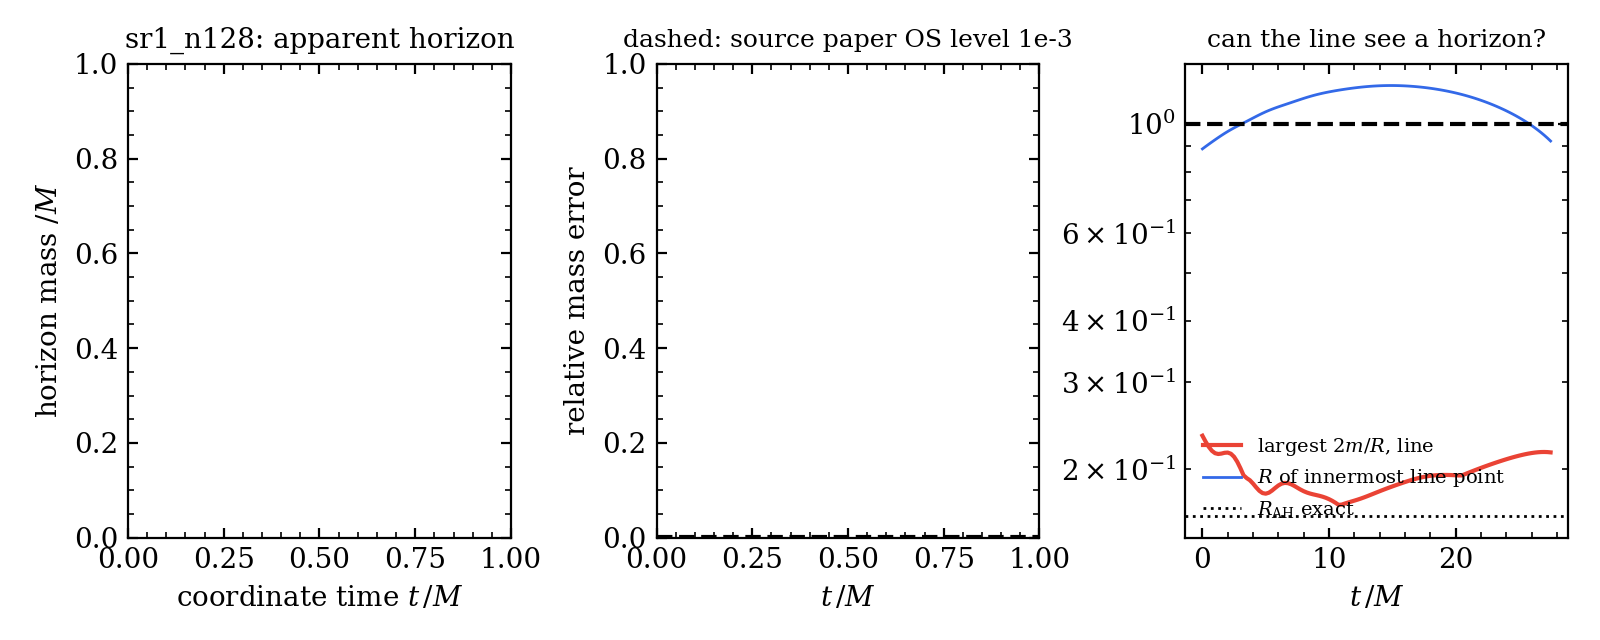 sr1_n128: apparent horizon
horizon mass /M
1.0
0.8
0.6
0.4
0.2
0.0
0.00 0.25 0.50 0.75 1.00
coordinate time t/M
dashed: source paper OS level 1e-3
relative mass error
1.0
0.8
0.6
0.4
0.2
0.0
0.00 0.25 0.50 0.75 1.00
t/M
can the line see a horizon?
10⁰
6 × 10⁻¹
4 × 10⁻¹
3 × 10⁻¹
2 × 10⁻¹
largest 2m/R, line
R of innermost line point
R_AH exact
0 10 20
t/M